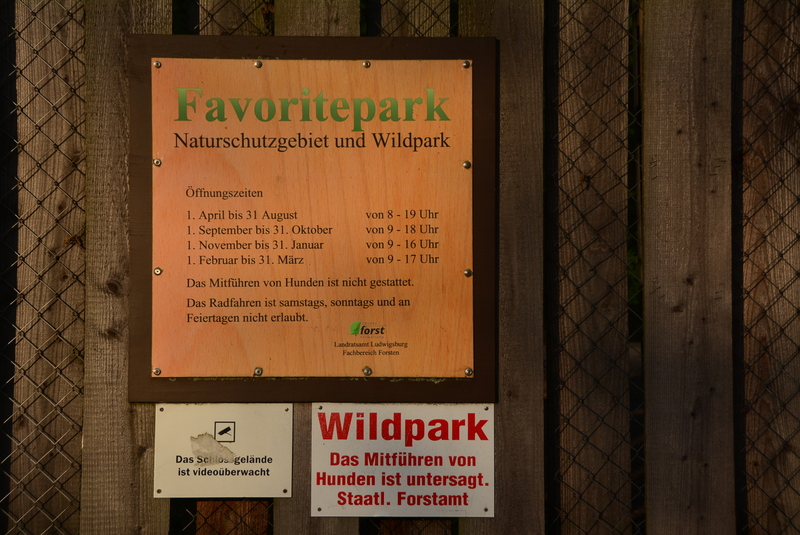 Favoritepark
Naturschutzgebiet und Wildpark
Öffnungszeiten
1. April bis 31 August von 8 - 19 Uhr
1. September bis 31. Oktober von 9 - 18 Uhr
1. November bis 31. Januar von 9 - 16 Uhr
1. Februar bis 31. März von 9 - 17 Uhr
Das Mitführen von Hunden ist nicht gestattet.
Das Radfahren ist samstags, sonntags und an
Feiertagen nicht erlaubt.
forst
Landratsamt Ludwigsburg
Fachbereich Forsten
Das Schlossgelände
ist videoüberwacht
Wildpark
Das Mitführen von
Hunden ist untersagt.
Staatl. Forstamt